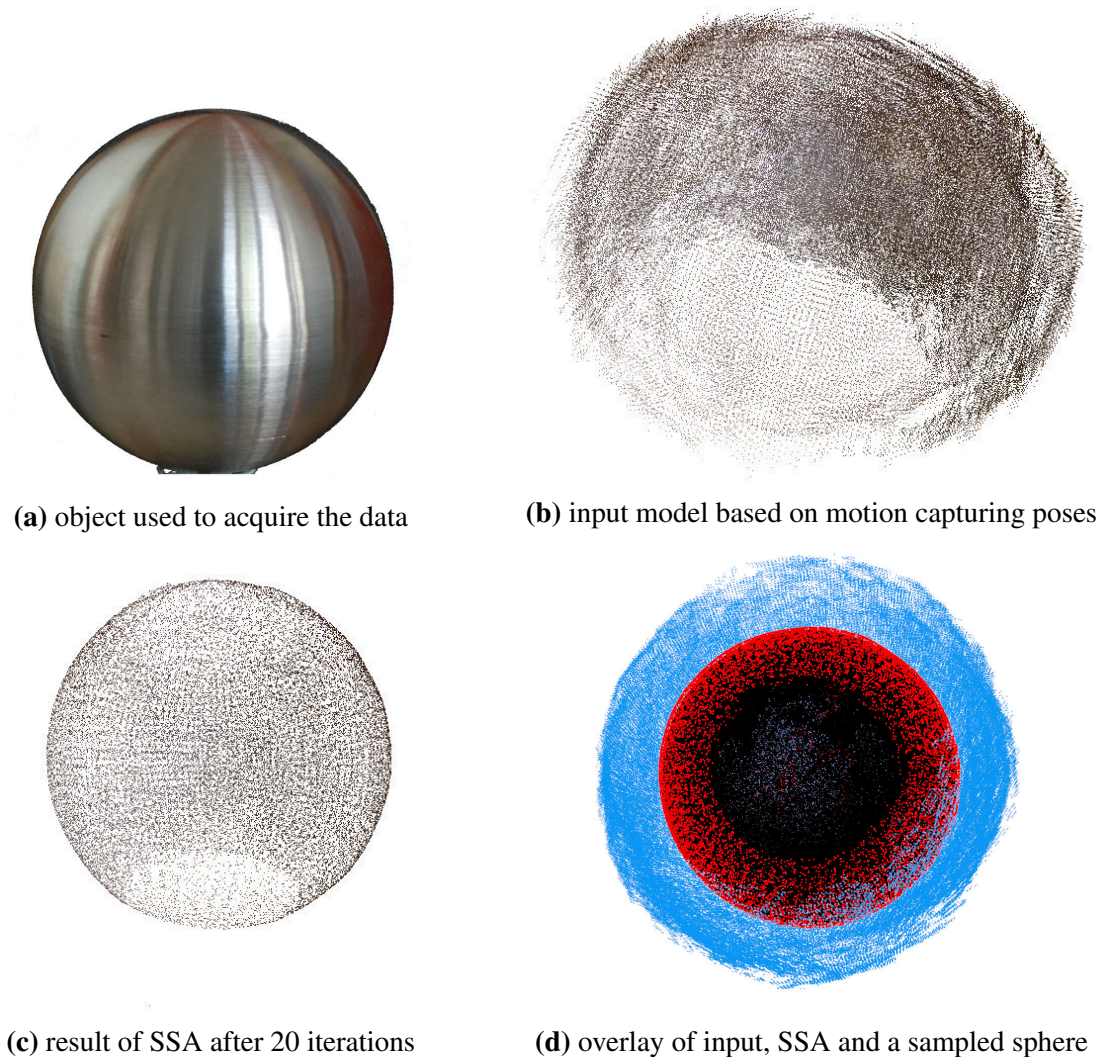 (a) object used to acquire the data
(b) input model based on motion capturing poses
(c) result of SSA after 20 iterations
(d) overlay of input, SSA and a sampled sphere